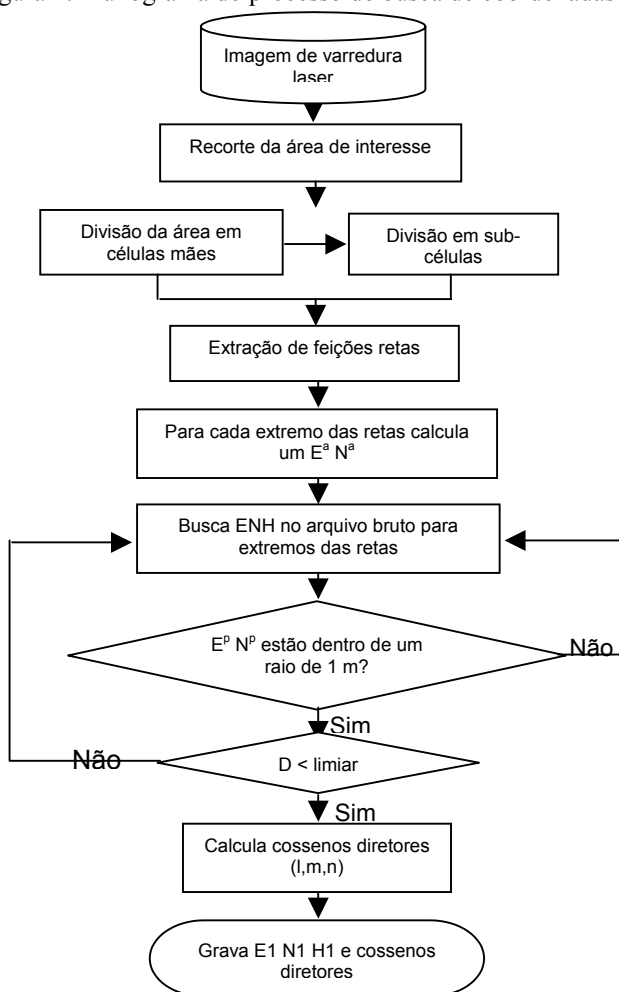 Imagem de varredura
laser
Recorte da área de interesse
Divisão da área em
células mães
Divisão em sub-
células
Extração de feições retas
Para cada extremo das retas calcula
um Eª Nª
Busca ENH no arquivo bruto para
extremos das retas
Eᵖ Nᵖ estão dentro de um
raio de 1 m?
Não
Sim
Não
D < limiar
Sim
Calcula cossenos diretores
(l,m,n)
Grava E1 N1 H1 e cossenos
diretores